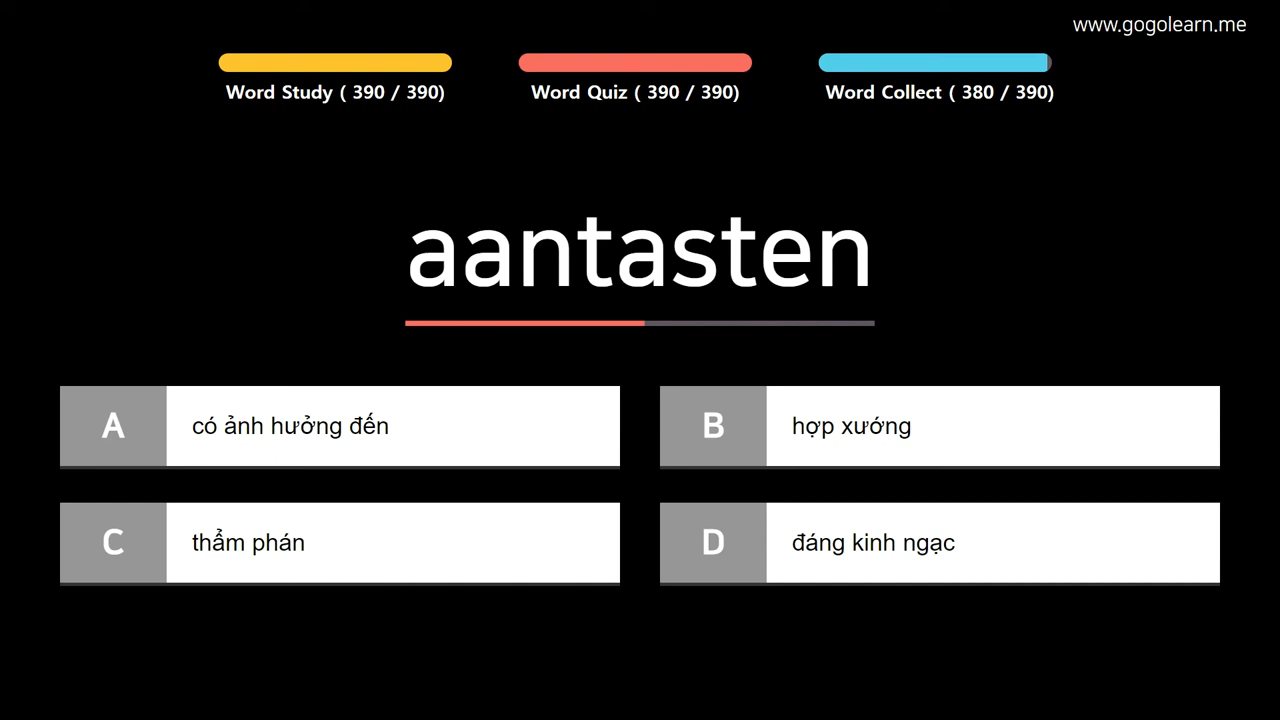 www.gogolearn.me
Word Study ( 390 / 390)
Word Quiz ( 390 / 390)
Word Collect ( 380 / 390)
aantasten
A có ảnh hưởng đến
B hợp xướng
C thẩm phán
D đáng kinh ngạc